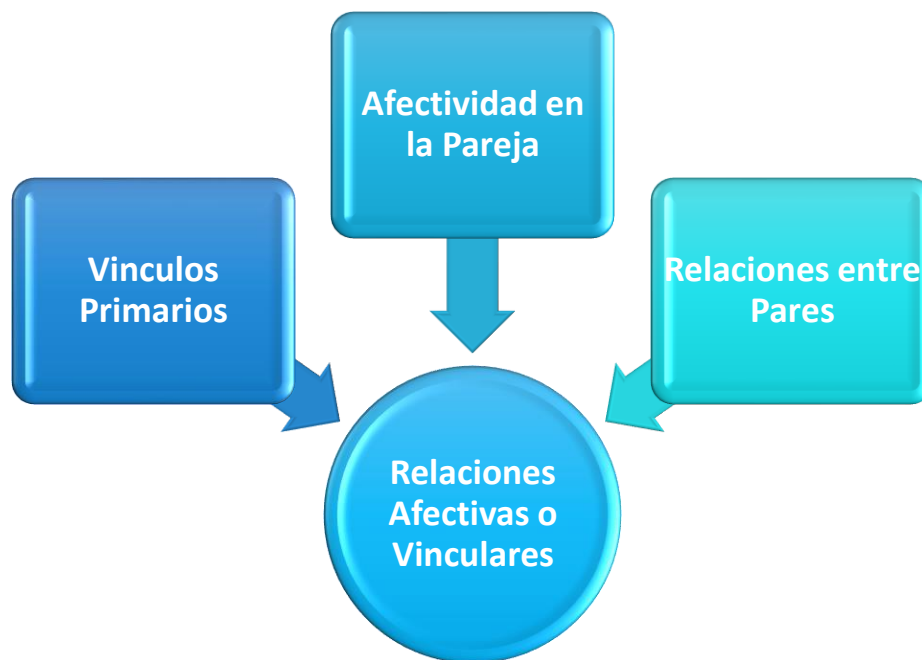 Afectividad en
la Pareja
Vinculos
Primarios
Relaciones entre
Pares
Relaciones
Afectivas o
Vinculares